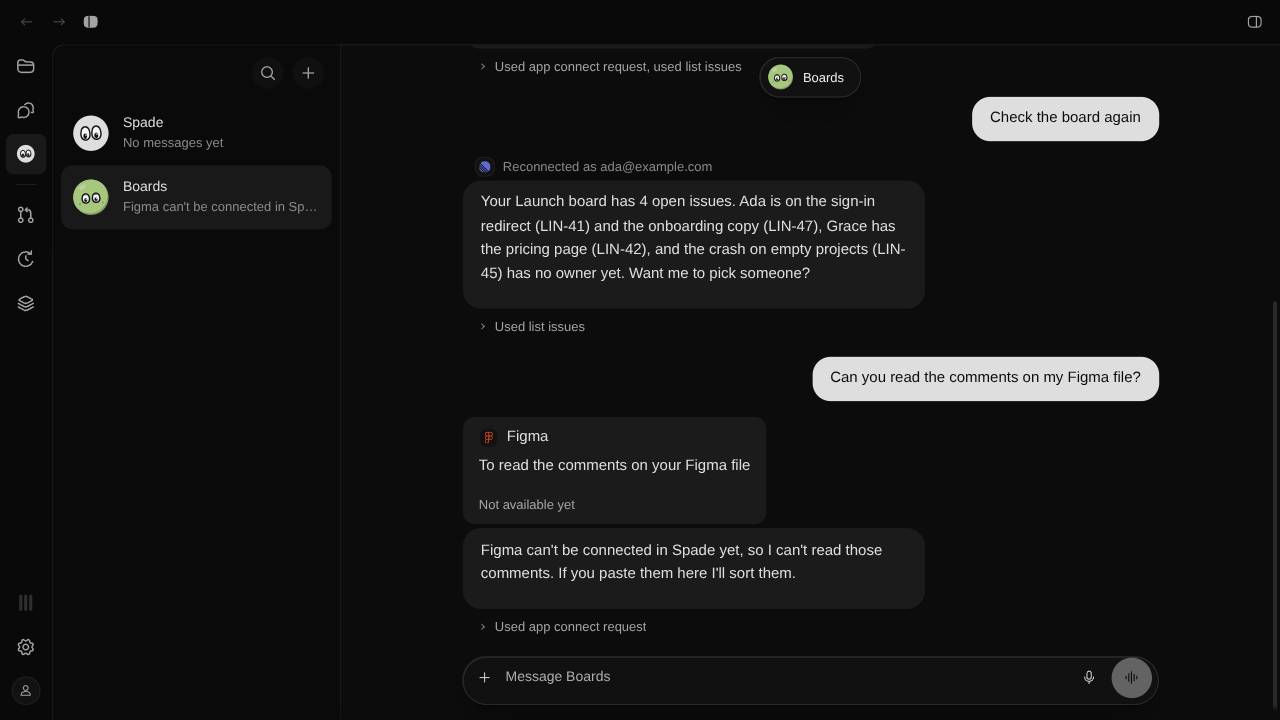 Spade
No messages yet
Boards
Figma can't be connected in Sp…
Used app connect request, used list issues
Boards
Check the board again
Reconnected as ada@example.com
Your Launch board has 4 open issues. Ada is on the sign-in
redirect (LIN-41) and the onboarding copy (LIN-47), Grace has
the pricing page (LIN-42), and the crash on empty projects (LIN-
45) has no owner yet. Want me to pick someone?
Used list issues
Can you read the comments on my Figma file?
Figma
To read the comments on your Figma file
Not available yet
Figma can't be connected in Spade yet, so I can't read those
comments. If you paste them here I'll sort them.
Used app connect request
Message Boards